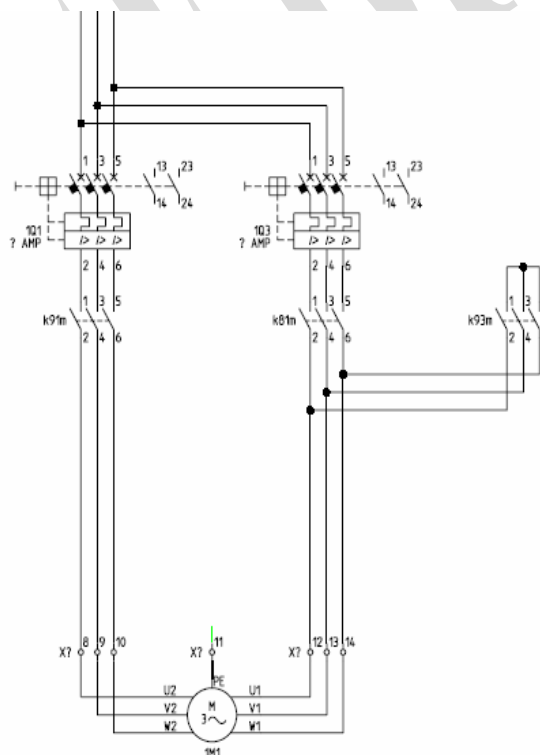 1 3 5 13 23 1 3 5 13 23
14 24 14 24
1Q1 1Q3
? AMP ? AMP
2 4 6 2 4 6
1 3 5 1 3 5 1 3
k91m k81m k93m
2 4 6 2 4 6 2 4
8 9 10 11 12 13 14
X? X? X?
PE
U2 U1
V2 M V1
3
W2 W1
1M1